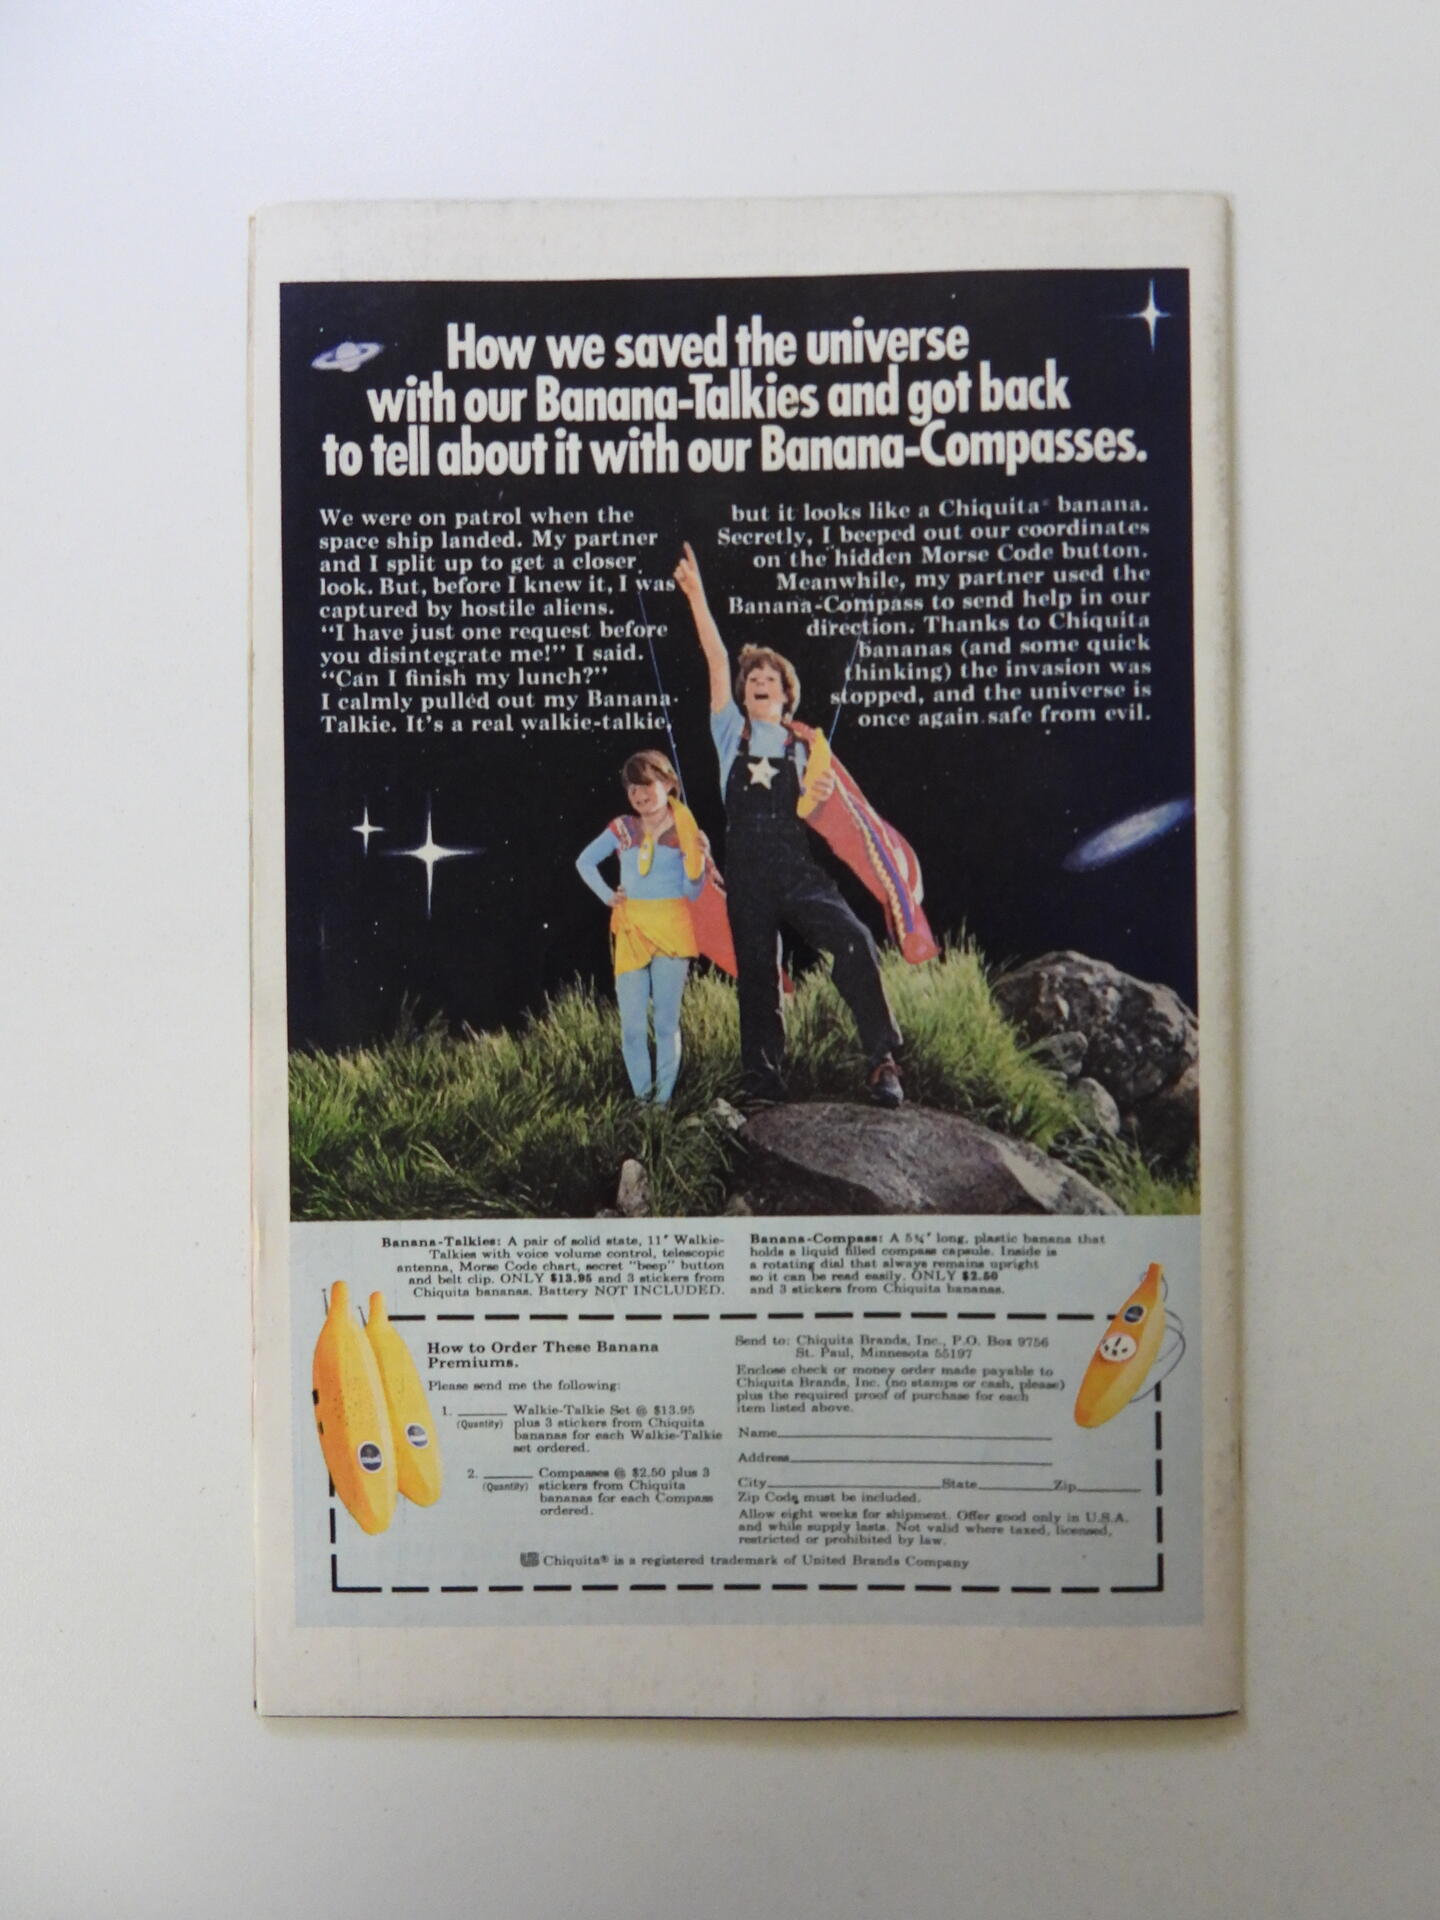 How we saved the universe
with our Banana-Talkies and got back
to tell about it with our Banana-Compasses.
We were on patrol when the
space ship landed. My partner
and I split up to get a closer
look. But, before I knew it, I was
captured by hostile aliens.
“I have just one request before
you disintegrate me!” I said.
“Can I finish my lunch?”
I calmly pulled out my Banana-
Talkie. It's a real walkie-talkie,
but it looks like a Chiquita® banana.
Secretly, I beeped out our coordinates
on the hidden Morse Code button.
Meanwhile, my partner used the
Banana-Compass to send help in our
direction. Thanks to Chiquita
bananas (and some quick
thinking) the invasion was
stopped, and the universe is
once again safe from evil.
Banana-Talkies: A pair of solid state, 11" Walkie-
Talkies with voice volume control, telescopic
antenna, Morse Code chart, secret "beep" button
and belt clip. ONLY $13.95 and 3 stickers from
Chiquita bananas. Battery NOT INCLUDED.
Banana-Compass: A 5¾" long, plastic banana that
holds a liquid filled compass capsule. Inside is
a rotating dial that always remains upright
so it can be read easily. ONLY $2.50
and 3 stickers from Chiquita bananas.
How to Order These Banana
Premiums.
Please send me the following:
1. ______ Walkie-Talkie Set @ $13.95
(Quantity) plus 3 stickers from Chiquita
bananas for each Walkie-Talkie
set ordered.
2. ______ Compasses @ $2.50 plus 3
(Quantity) stickers from Chiquita
bananas for each Compass
ordered.
Send to: Chiquita Brands, Inc., P.O. Box 9756
St. Paul, Minnesota 55197
Enclose check or money order made payable to
Chiquita Brands, Inc. (no stamps or cash, please)
plus the required proof of purchase for each
item listed above.
Name
Address
City State Zip
Zip Code must be included.
Allow eight weeks for shipment. Offer good only in U.S.A.
and while supply lasts. Not valid where taxed, licensed,
restricted or prohibited by law.
Chiquita® is a registered trademark of United Brands Company